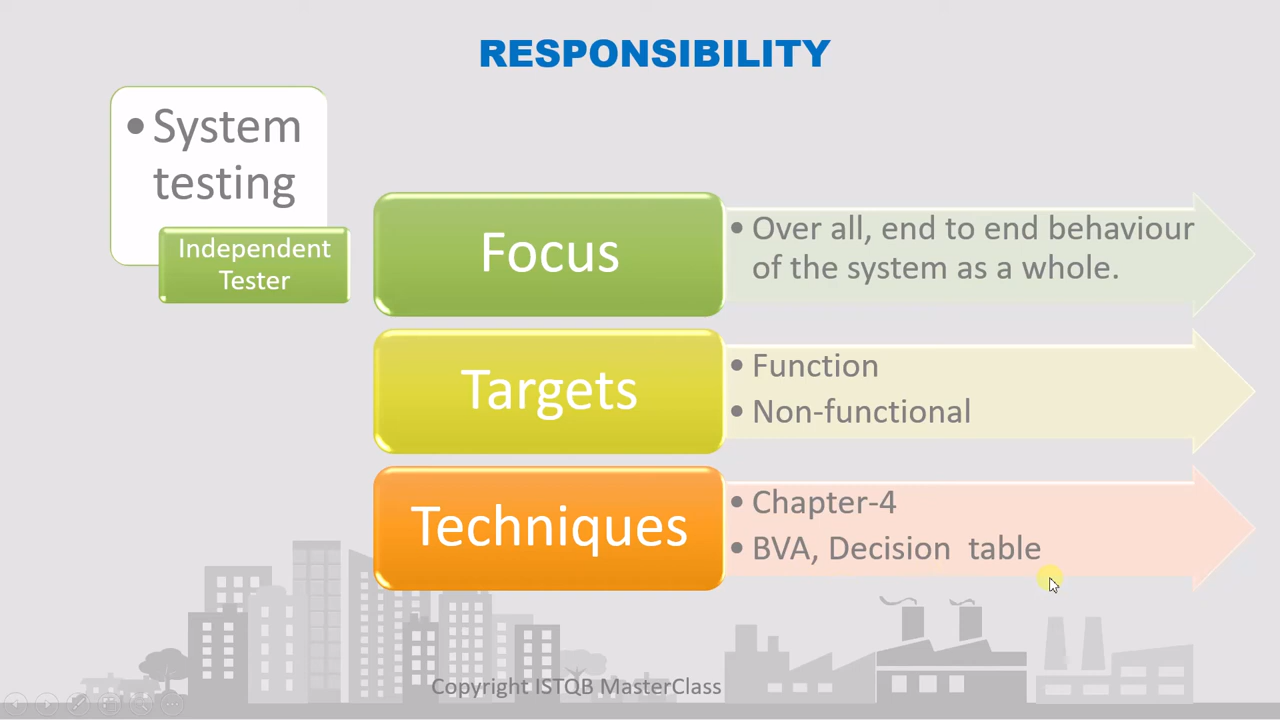 RESPONSIBILITY
• System
testing
Independent
Tester
Focus
• Over all, end to end behaviour
of the system as a whole.
Targets
• Function
• Non-functional
Techniques
• Chapter-4
• BVA, Decision  table
Copyright ISTQB MasterClass